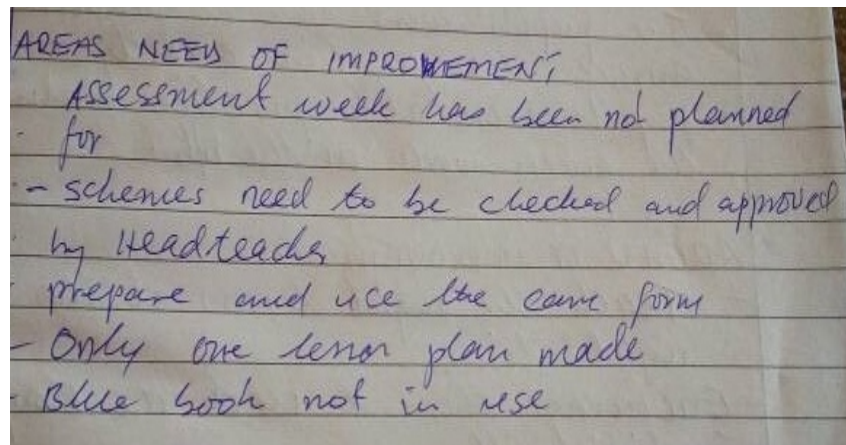 AREAS NEED OF IMPROVEMENT
Assessment week has been not planned
- for
- schemes need to be checked and approved
by Headteacher
prepare and use the form
- Only one lesson plan made
- Blue book not in use